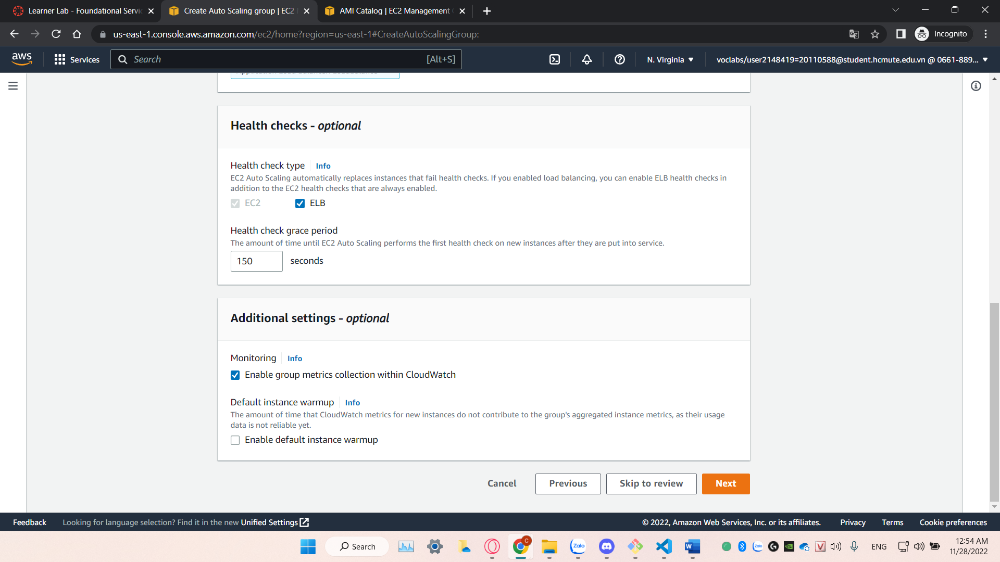 Learner Lab - Foundational Servic
Create Auto Scaling group | EC2
AMI Catalog | EC2 Management
us-east-1.console.aws.amazon.com/ec2/home?region=us-east-1#CreateAutoScalingGroup:
Incognito
aws
Services
Search
[Alt+S]
N. Virginia
voclabs/user2148419=20110588@student.hcmute.edu.vn @ 0661-889...
Health checks - optional
Health check type
Info
EC2 Auto Scaling automatically replaces instances that fail health checks. If you enabled load balancing, you can enable ELB health checks in
addition to the EC2 health checks that are always enabled.
EC2
ELB
Health check grace period
The amount of time until EC2 Auto Scaling performs the first health check on new instances after they are put into service.
150
seconds
Additional settings - optional
Monitoring
Info
Enable group metrics collection within CloudWatch
Default instance warmup
Info
The amount of time that CloudWatch metrics for new instances do not contribute to the group's aggregated instance metrics, as their usage
data is not reliable yet.
Enable default instance warmup
Cancel
Previous
Skip to review
Next
Feedback
Looking for language selection? Find it in the new Unified Settings
© 2022, Amazon Web Services, Inc. or its affiliates.
Privacy
Terms
Cookie preferences
Search
C
Zalo
W
Zalo
V
ENG
12:54 AM
11/28/2022